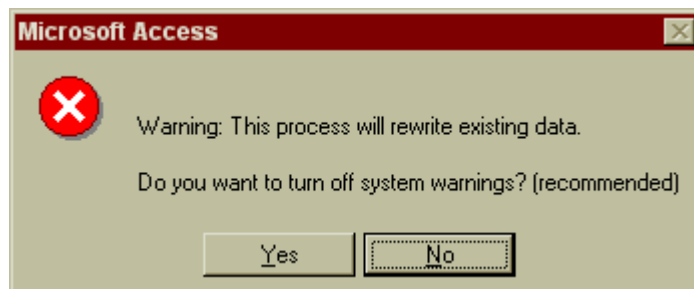 Microsoft Access
Warning: This process will rewrite existing data.
Do you want to turn off system warnings? (recommended)
Yes
No